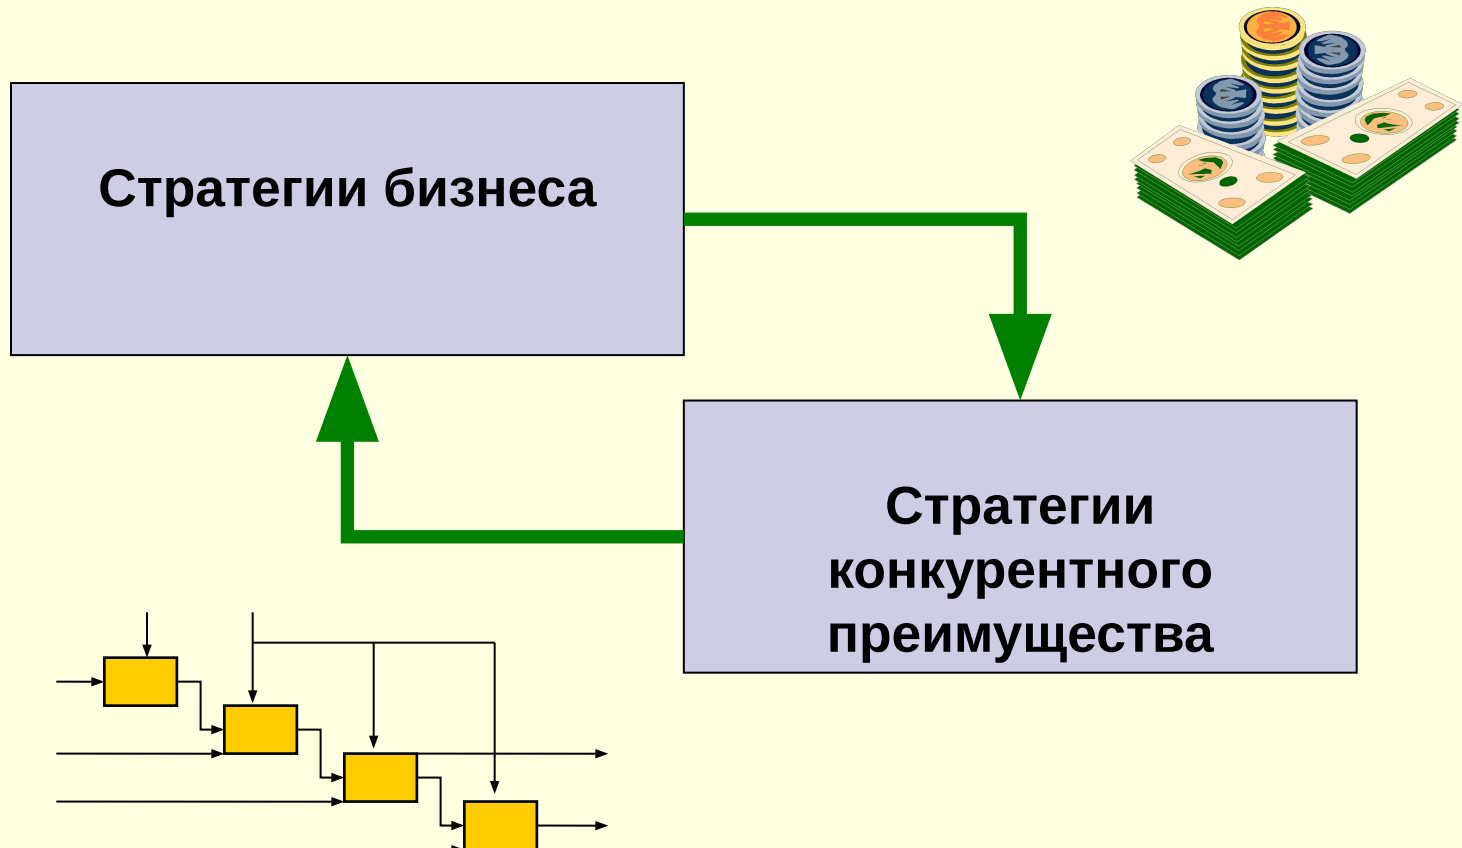 Стратегии бизнеса
Стратегии
конкурентного
преимущества